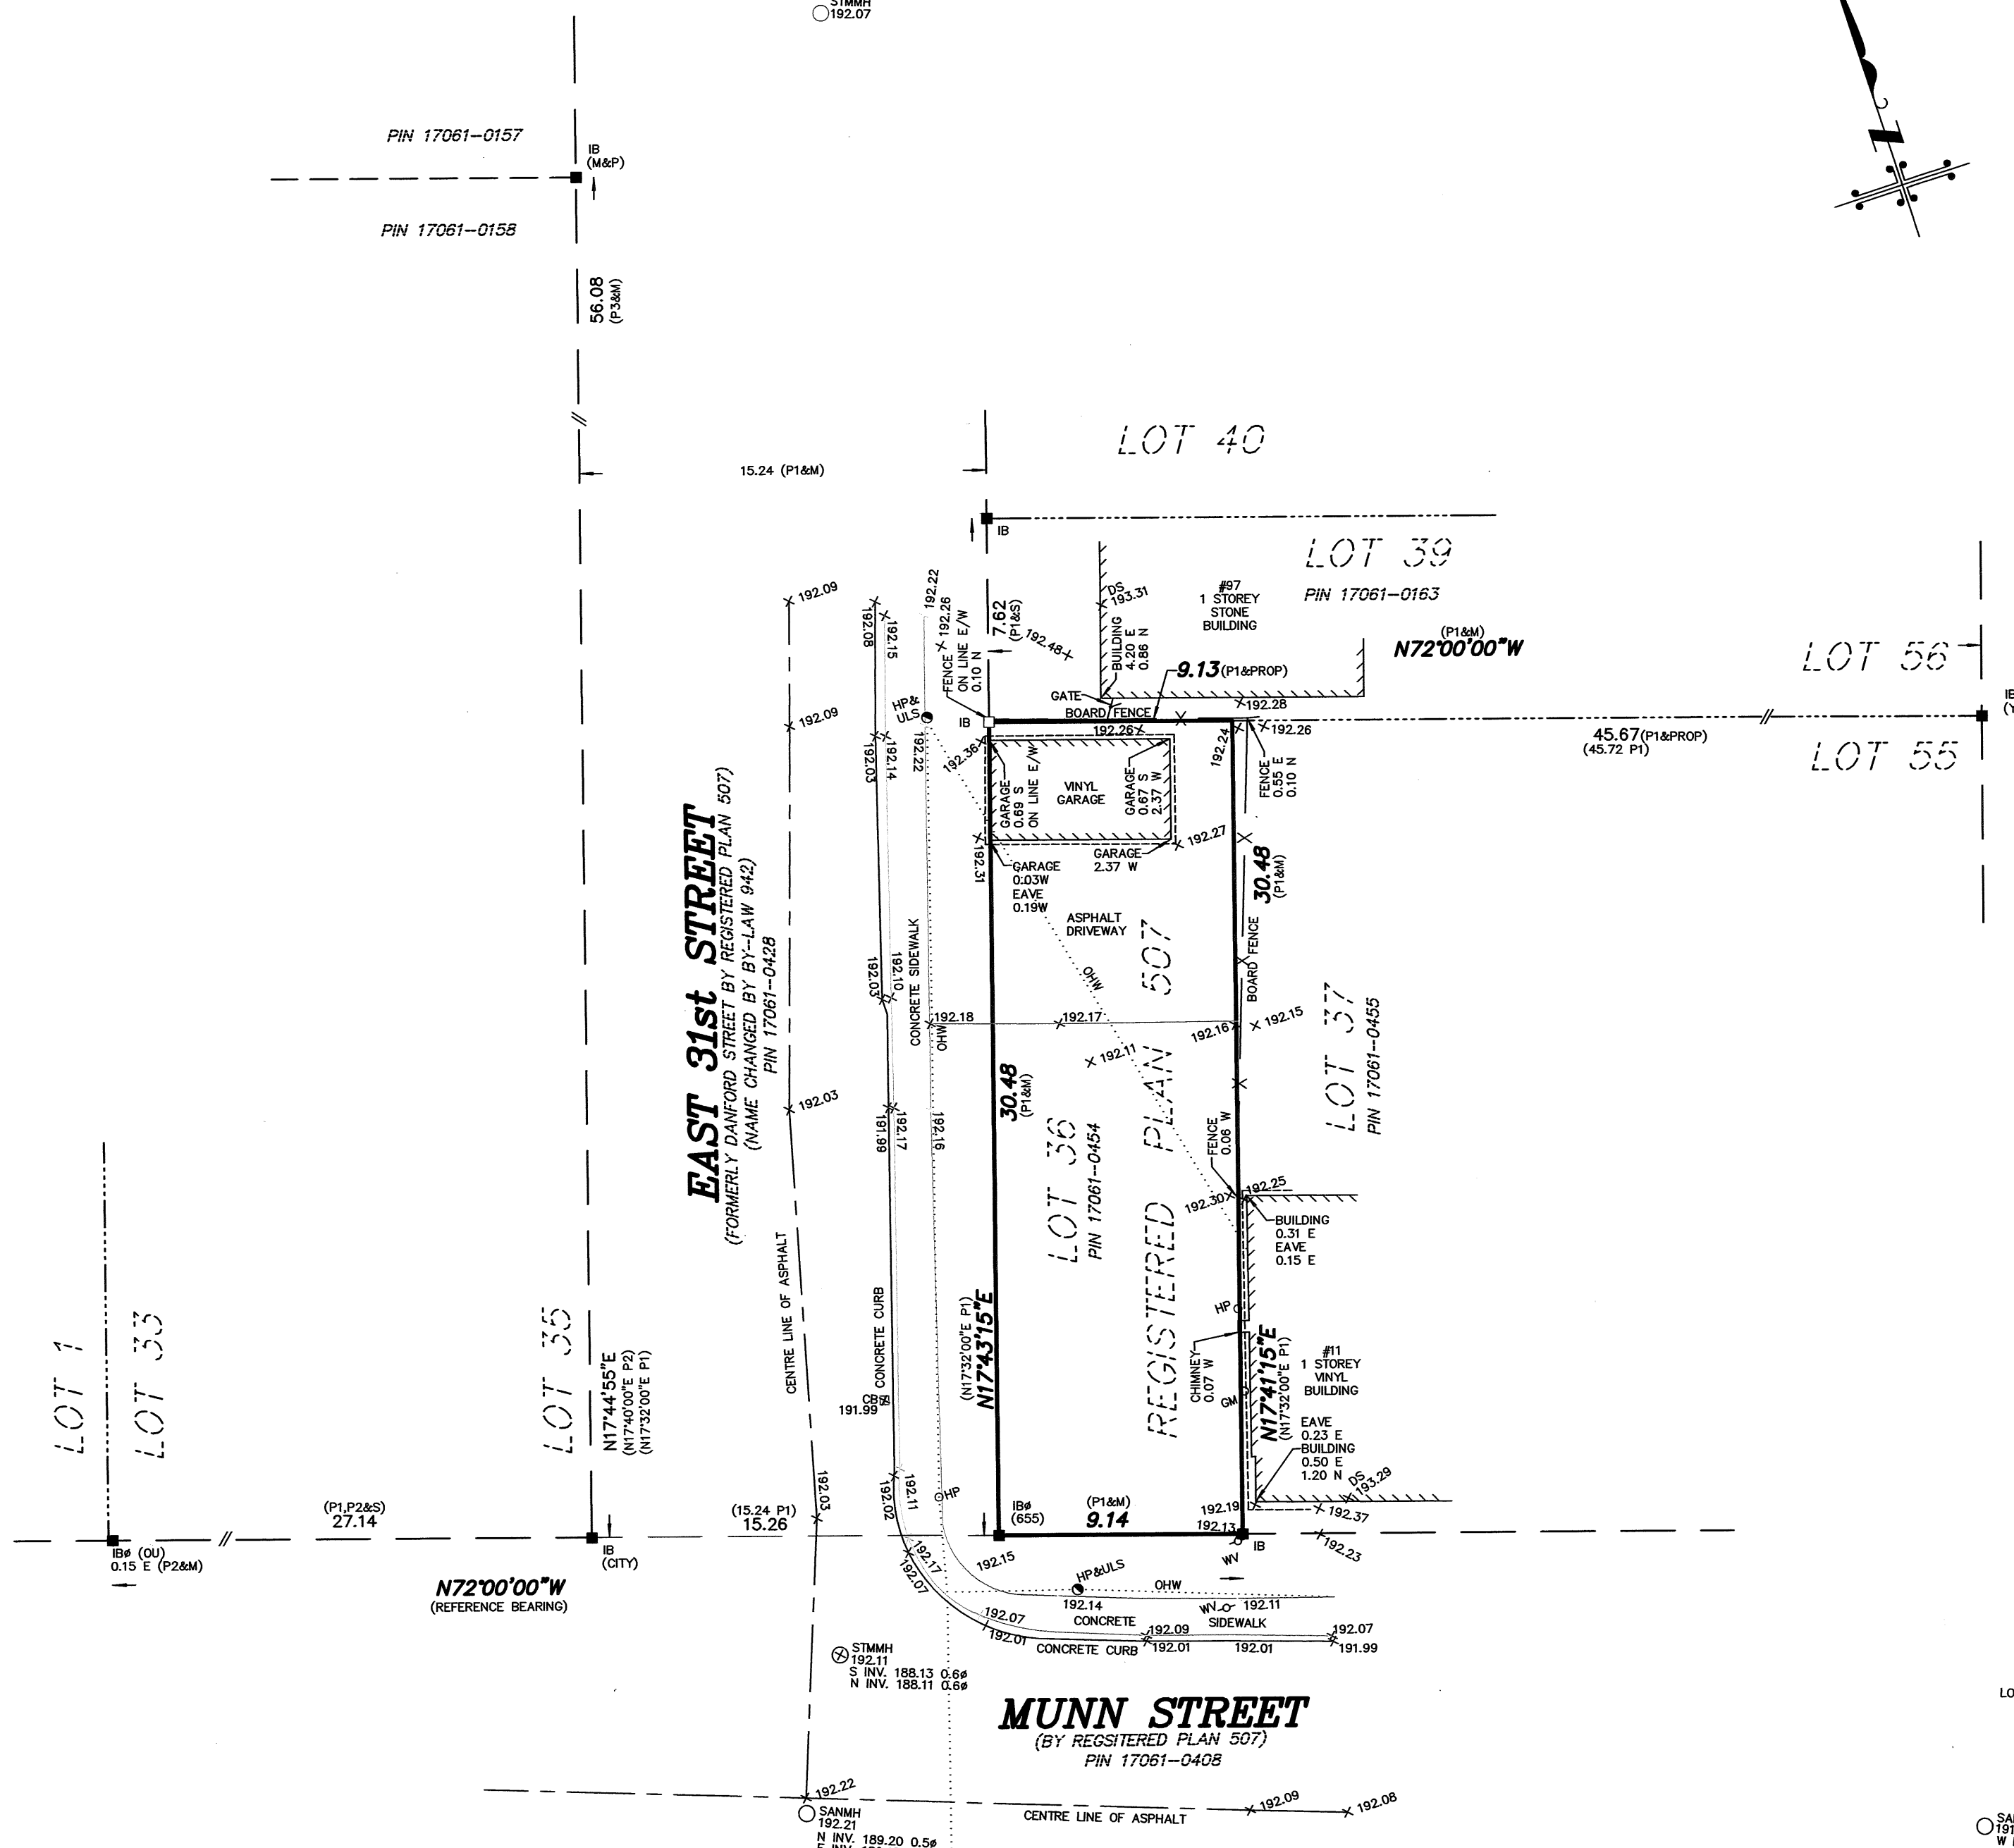 STMMH
192.07
PIN 17061-0157
IB
(M&P)
PIN 17061-0158
56.08
(P3&M)
15.24 (P1&M)
LOT 40
IB
LOT 39
PIN 17061-0163
#97
1 STOREY
STONE
BUILDING
DS
193.31
(P1&M)
N72°00'00"W
LOT 56
LOT 55
45.67(P1&PROP)
(45.72 P1)
192.09
192.08
192.15
192.22
192.26
FENCE
ON LINE E/W
0.10 N
7.62
(P1&S)
192.48
BUILDING
4.20 E
0.86 N
9.13(P1&PROP)
GATE
BOARD FENCE
192.28
192.26
192.24
192.26
FENCE
0.55 E
0.10 N
HP&
ULS
IB
192.09
192.03
192.14
192.22
192.36
GARAGE
0.69 S
ON LINE E/W
VINYL
GARAGE
GARAGE
0.67 S
2.37 W
192.27
192.31
GARAGE
0.03W
EAVE
0.19W
GARAGE
2.37 W
ASPHALT
DRIVEWAY
30.48
(P1&M)
BOARD FENCE
EAST 31st STREET
(FORMERLY DANFORD STREET BY REGISTERED PLAN 507)
(NAME CHANGED BY BY-LAW 942)
PIN 17061-0428
192.03
192.10
CONCRETE SIDEWALK
OHW
OHW
192.18
192.17
192.16
192.15
192.11
192.03
191.99
192.17
192.16
30.48
(P1&M)
LOT 36
PIN 17061-0454
REGISTERED PLAN 507
LOT 37
PIN 17061-0455
FENCE
0.06 W
192.30
192.25
BUILDING
0.31 E
EAVE
0.15 E
HP
CHIMNEY
0.07 W
GM
N17°41'15"E
(N17°32'00"E P1)
#11
1 STOREY
VINYL
BUILDING
EAVE
0.23 E
BUILDING
0.50 E
1.20 N
DS
193.29
192.37
192.19
192.13
192.23
CENTRE LINE OF ASPHALT
CONCRETE CURB
(N17°32'00"E P1)
N17°43'15"E
LOT 1
LOT 33
LOT 35
N17°44'55"E
(N17°40'00"E P2)
(N17°32'00"E P1)
191.99
192.03
192.02
192.11
HP
(P1,P2&S)
27.14
(15.24 P1)
15.26
IBø
(655)
(P1&M)
9.14
IB
WV
IBø (OU)
0.15 E (P2&M)
IB
(CITY)
N72°00'00"W
(REFERENCE BEARING)
192.17
192.07
192.15
HP&ULS
192.14
OHW
WV
192.11
CONCRETE SIDEWALK
192.07
192.01
CONCRETE CURB
192.09
192.01
192.01
192.07
191.99
STMMH
192.11
S INV. 188.13 0.6ø
N INV. 188.11 0.6ø
MUNN STREET
(BY REGSITERED PLAN 507)
PIN 17061-0408
192.22
SANMH
192.21
N INV. 189.20 0.5ø
CENTRE LINE OF ASPHALT
192.09
192.08